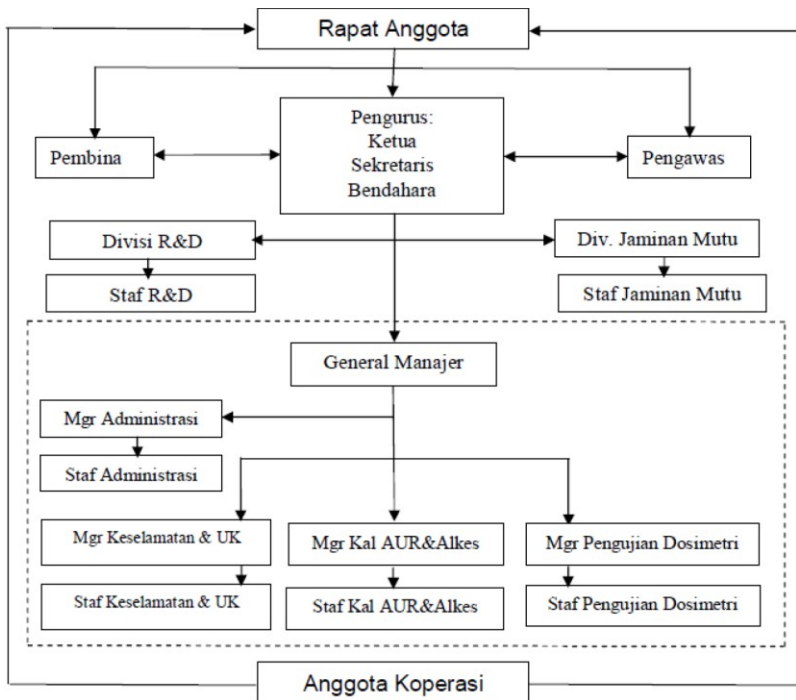 Rapat Anggota
Pengurus:
Ketua
Sekretaris
Bendahara
Pembina
Pengawas
Divisi R&D
Div. Jaminan Mutu
Staf R&D
Staf Jaminan Mutu
General Manajer
Mgr Administrasi
Staf Administrasi
Mgr Keselamatan & UK
Mgr Kal AUR&Alkes
Mgr Pengujian Dosimetri
Staf Keselamatan & UK
Staf Kal AUR&Alkes
Staf Pengujian Dosimetri
Anggota Koperasi